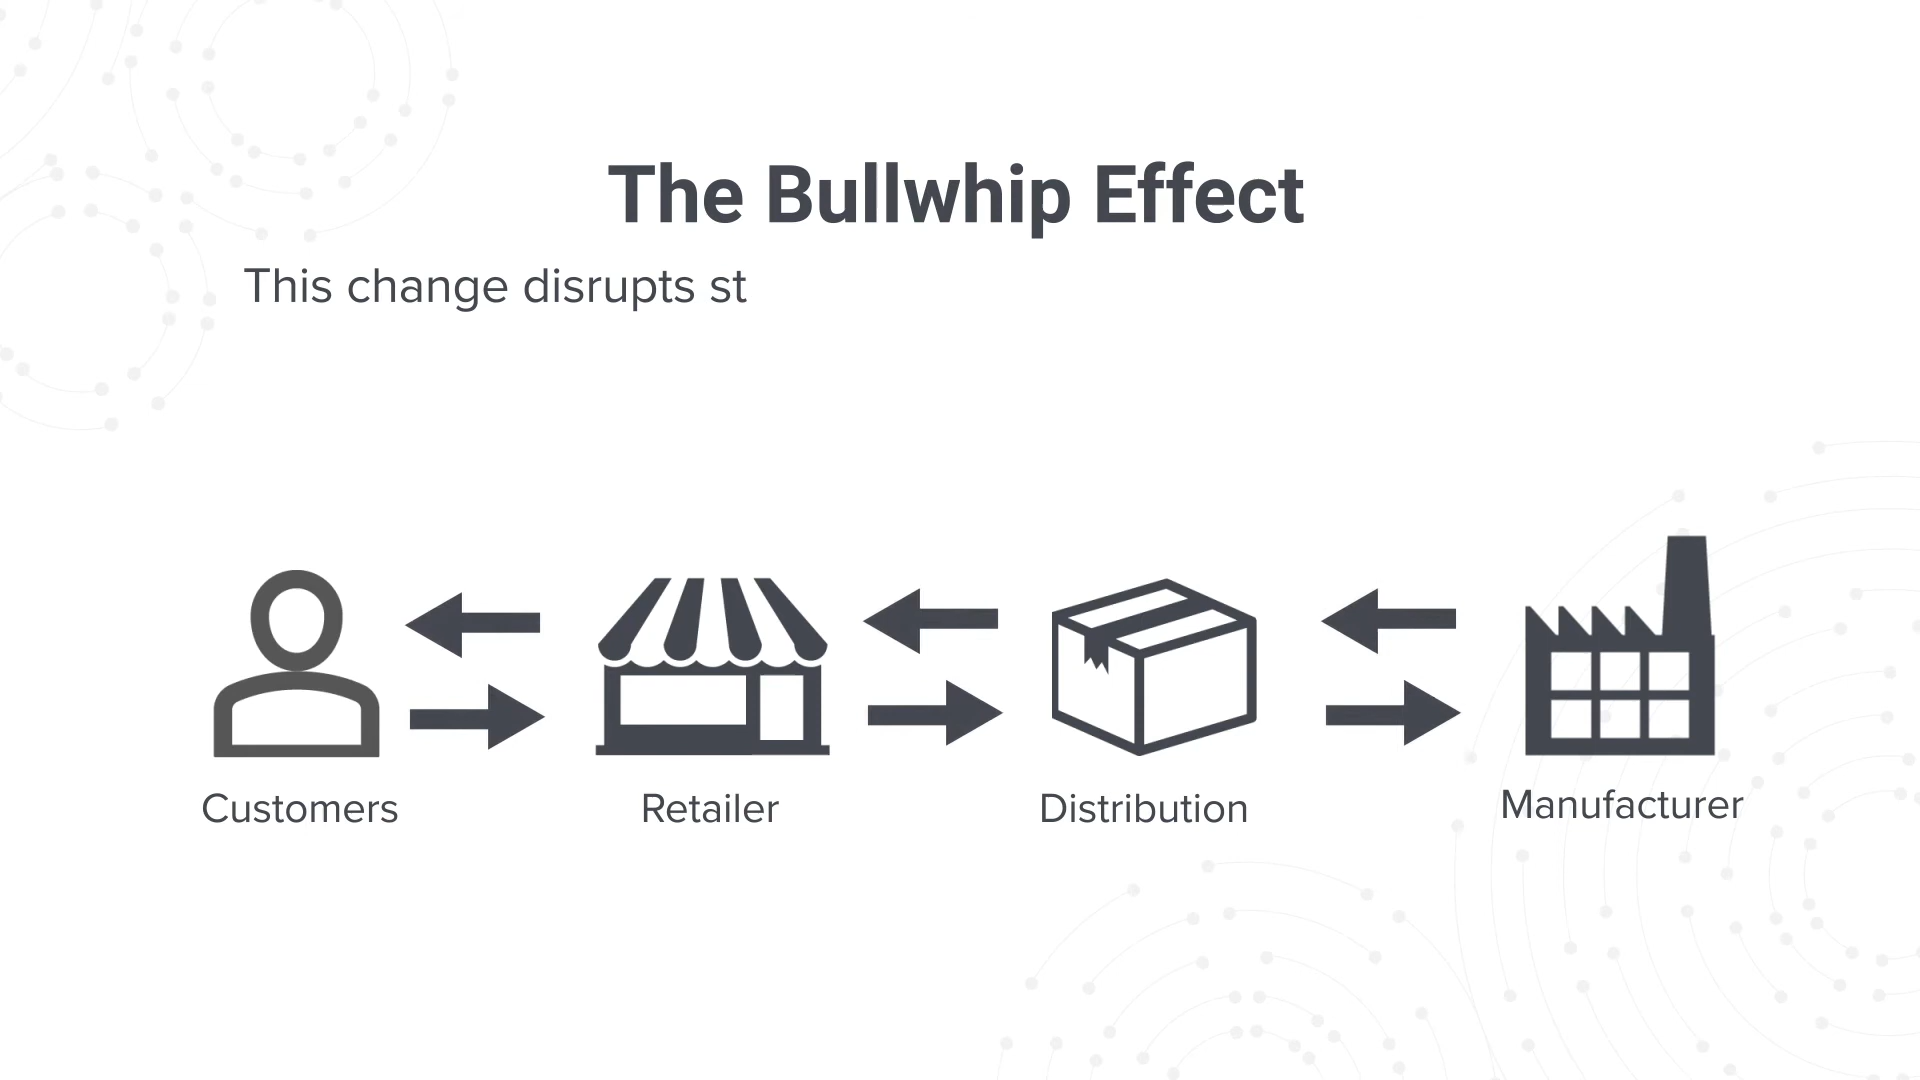 The Bullwhip Effect
This change disrupts st
Customers
Retailer
Distribution
Manufacturer